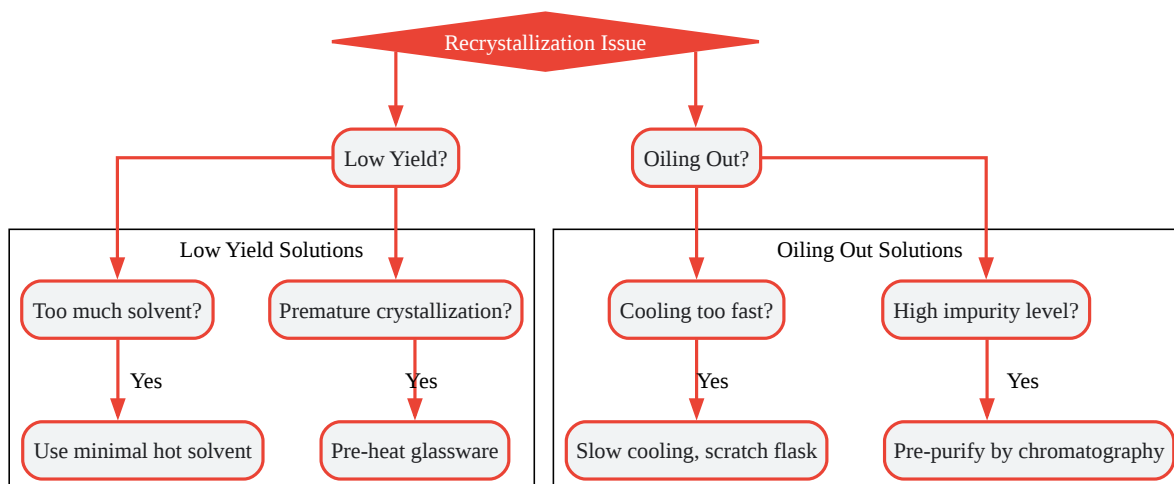 Recrystallization Issue
Low Yield?
Oiling Out?
Low Yield Solutions
Oiling Out Solutions
Too much solvent?
Premature crystallization?
Cooling too fast?
High impurity level?
Yes
Yes
Yes
Yes
Use minimal hot solvent
Pre-heat glassware
Slow cooling, scratch flask
Pre-purify by chromatography